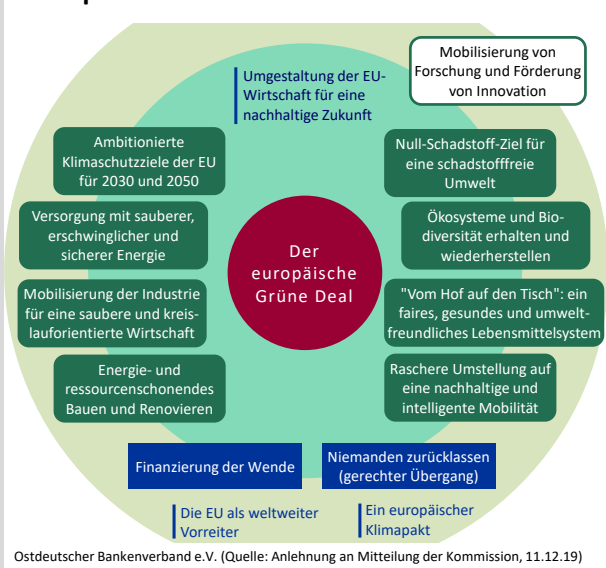 Mobilisierung von
Forschung und Förderung
von Innovation
Umgestaltung der EU-
Wirtschaft für eine
nachhaltige Zukunft
Ambitionierte
Klimaschutzziele der EU
für 2030 und 2050
Null-Schadstoff-Ziel für
eine schadstofffreie
Umwelt
Versorgung mit sauberer,
erschwinglicher und
sicherer Energie
Ökosysteme und Bio-
diversität erhalten und
wiederherstellen
Der
europäische
Grüne Deal
Mobilisierung der Industrie
für eine saubere und kreis-
lauforientierte Wirtschaft
"Vom Hof auf den Tisch": ein
faires, gesundes und umwelt-
freundliches Lebensmittelsystem
Energie- und
ressourcenschonendes
Bauen und Renovieren
Raschere Umstellung auf
eine nachhaltige und
intelligente Mobilität
Finanzierung der Wende
Niemanden zurücklassen
(gerechter Übergang)
Die EU als weltweiter
Vorreiter
Ein europäischer
Klimapakt
Ostdeutscher Bankenverband e.V. (Quelle: Anlehnung an Mitteilung der Kommission, 11.12.19)